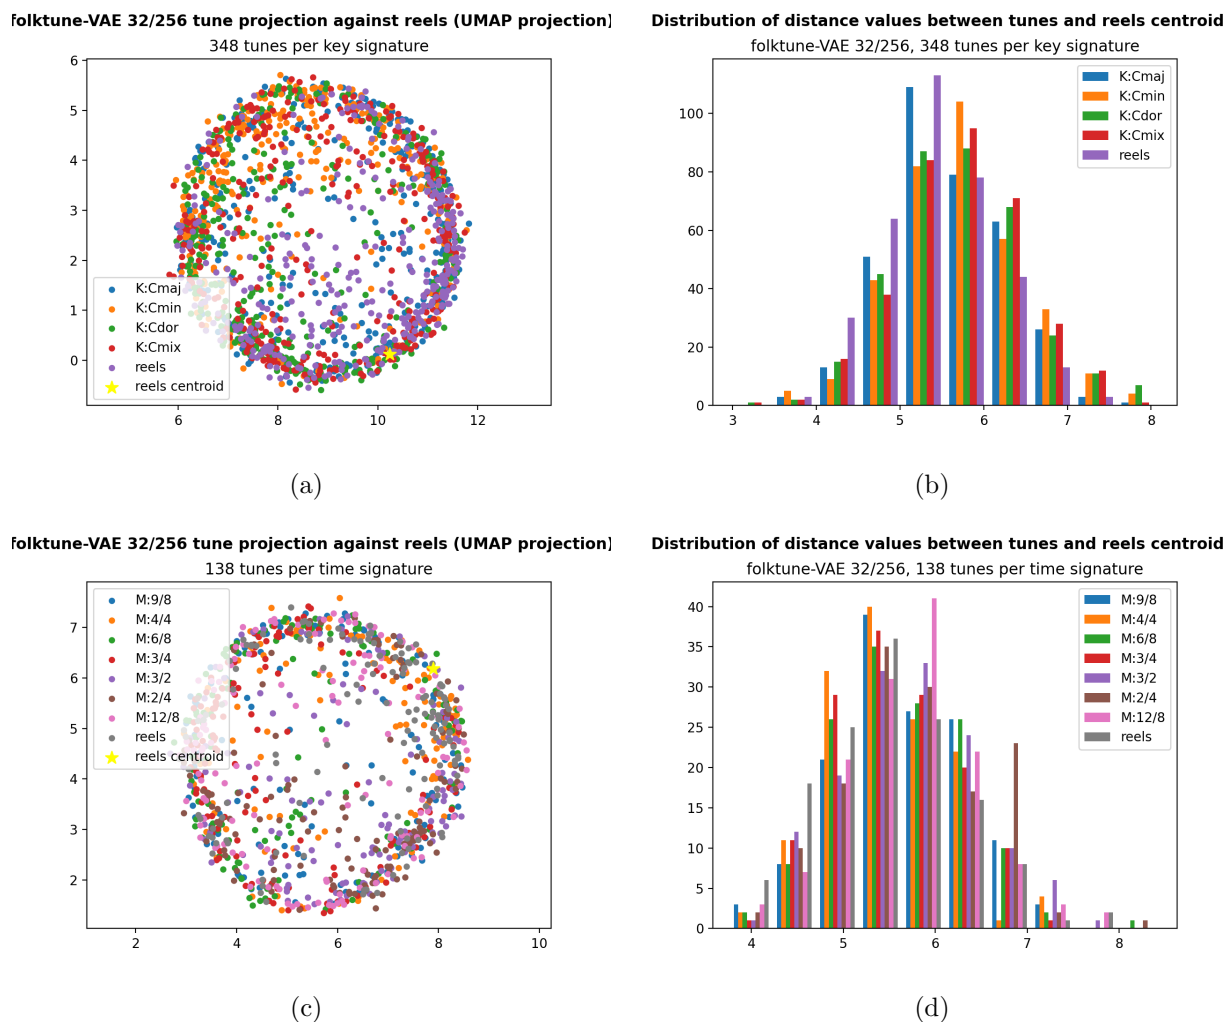 folktune-VAE 32/256 tune projection against reels (UMAP projection)
348 tunes per key signature
6
5
4
3
2
1
0
6
8
10
12
K:Cmaj
K:Cmin
K:Cdor
K:Cmix
reels
reels centroid
(a)
Distribution of distance values between tunes and reels centroid
folktune-VAE 32/256, 348 tunes per key signature
100
80
60
40
20
0
3
4
5
6
7
8
K:Cmaj
K:Cmin
K:Cdor
K:Cmix
reels
(b)
folktune-VAE 32/256 tune projection against reels (UMAP projection)
138 tunes per time signature
7
6
5
4
3
2
2
4
6
8
10
M:9/8
M:4/4
M:6/8
M:3/4
M:3/2
M:2/4
M:12/8
reels
reels centroid
(c)
Distribution of distance values between tunes and reels centroid
folktune-VAE 32/256, 138 tunes per time signature
40
35
30
25
20
15
10
5
0
4
5
6
7
8
M:9/8
M:4/4
M:6/8
M:3/4
M:3/2
M:2/4
M:12/8
reels
(d)